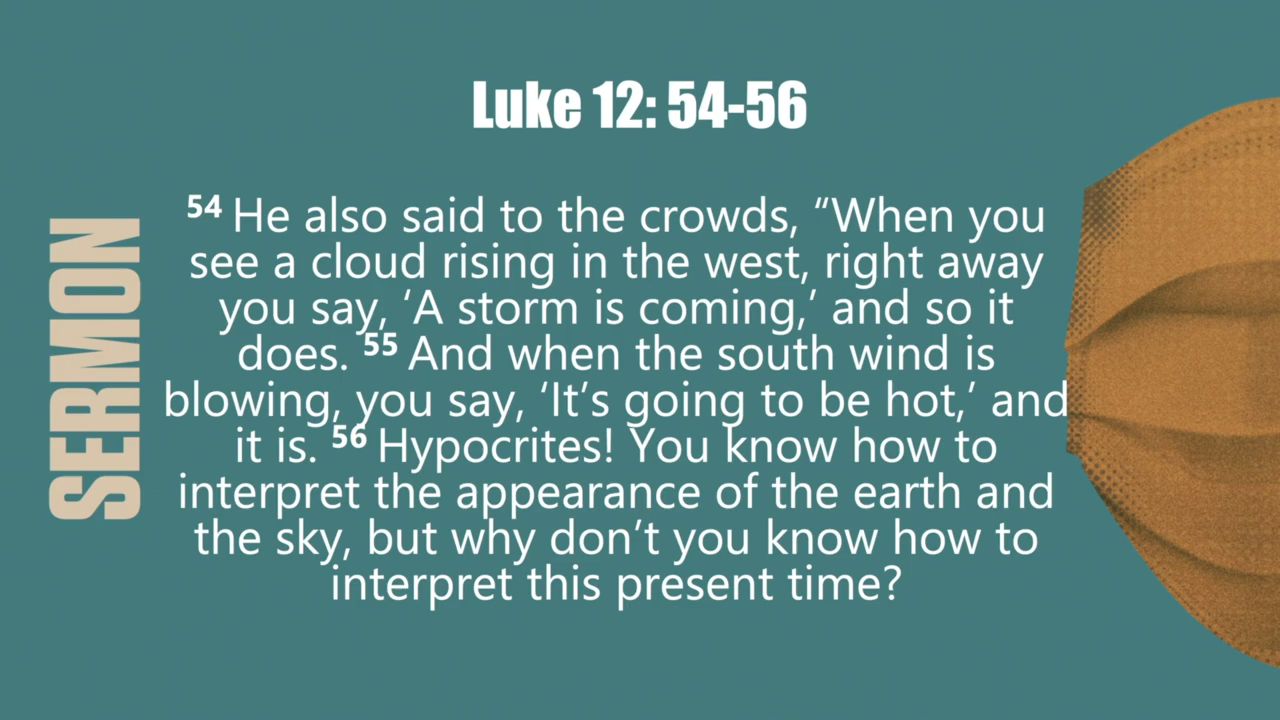 Luke 12: 54-56
SERMON
54 He also said to the crowds, “When you
see a cloud rising in the west, right away
you say, ‘A storm is coming,’ and so it
does. 55 And when the south wind is
blowing, you say, ‘It’s going to be hot,’ and
it is. 56 Hypocrites! You know how to
interpret the appearance of the earth and
the sky, but why don’t you know how to
interpret this present time?